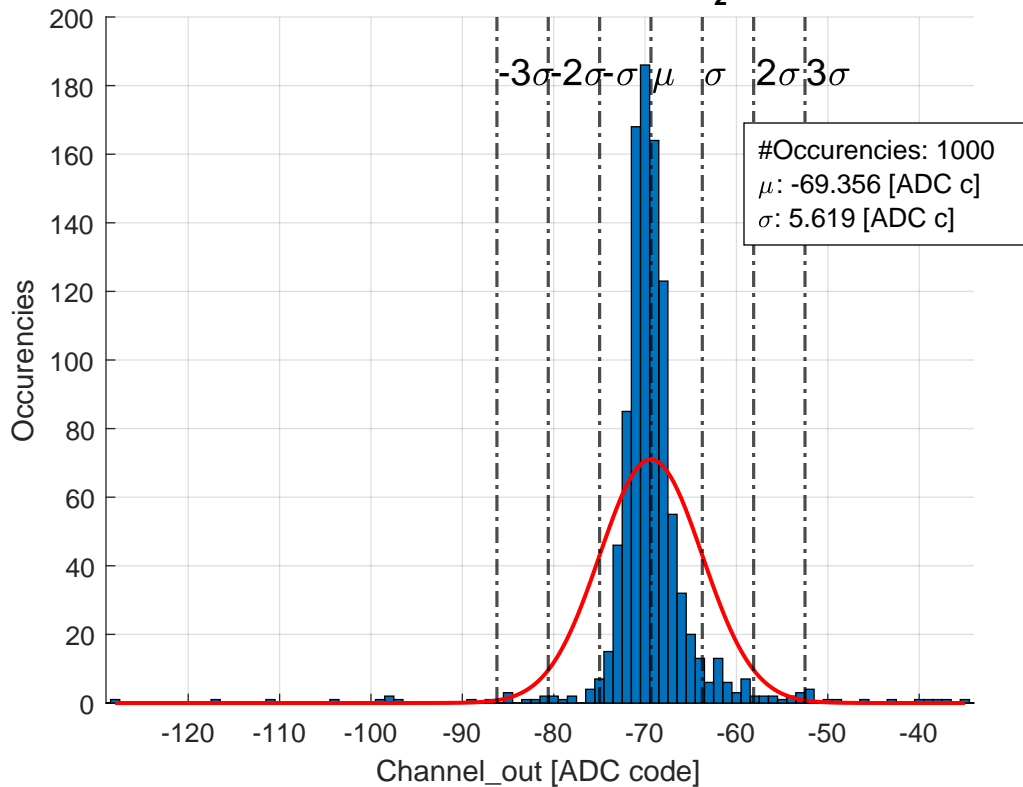 2
200
180
160
140
120
100
80
60
40
20
0
Occurencies
-3σ -2σ -σ μ σ 2σ 3σ
#Occurencies: 1000
μ: -69.356 [ADC c]
σ: 5.619 [ADC c]
-120 -110 -100 -90 -80 -70 -60 -50 -40
Channel_out [ADC code]